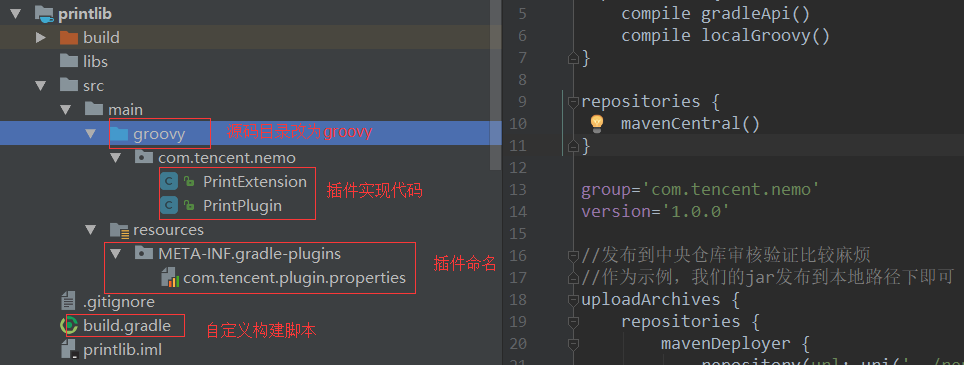 printlib
build
libs
src
main
groovy
com.tencent.nemo
PrintExtension
PrintPlugin
插件实现代码
resources
META-INF.gradle-plugins
插件命名
com.tencent.plugin.properties
.gitignore
build.gradle
自定义构建脚本
printlib.iml
5 compile gradleApi()
6 compile localGroovy()
7 }
8
9 repositories {
10 mavenCentral()
11 }
12
13 group='com.tencent.nemo'
14 version='1.0.0'
15
16 //发布到中央仓库审核验证比较麻烦
17 //作为示例，我们的jar发布到本地路径下即可
18 uploadArchives {
19 repositories {
20 mavenDeployer {